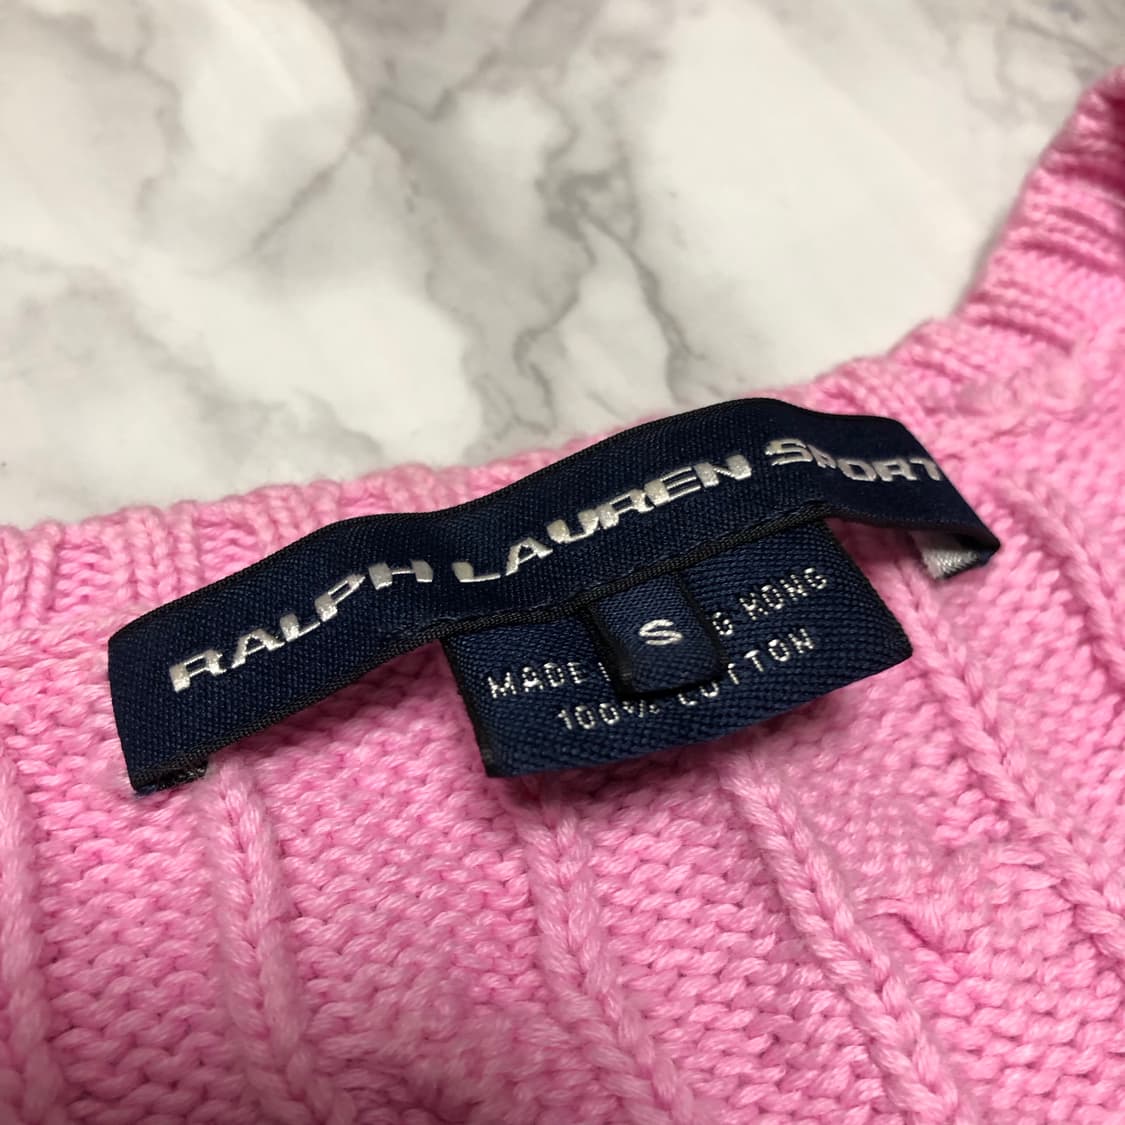 RALPH LAUREN SPORT
S
MADE G KONG
100% COTTON